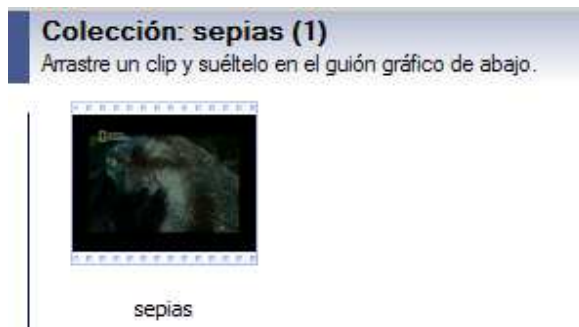 Colección: sepias (1)
Arrastre un clip y suéltelo en el guión gráfico de abajo.
sepias